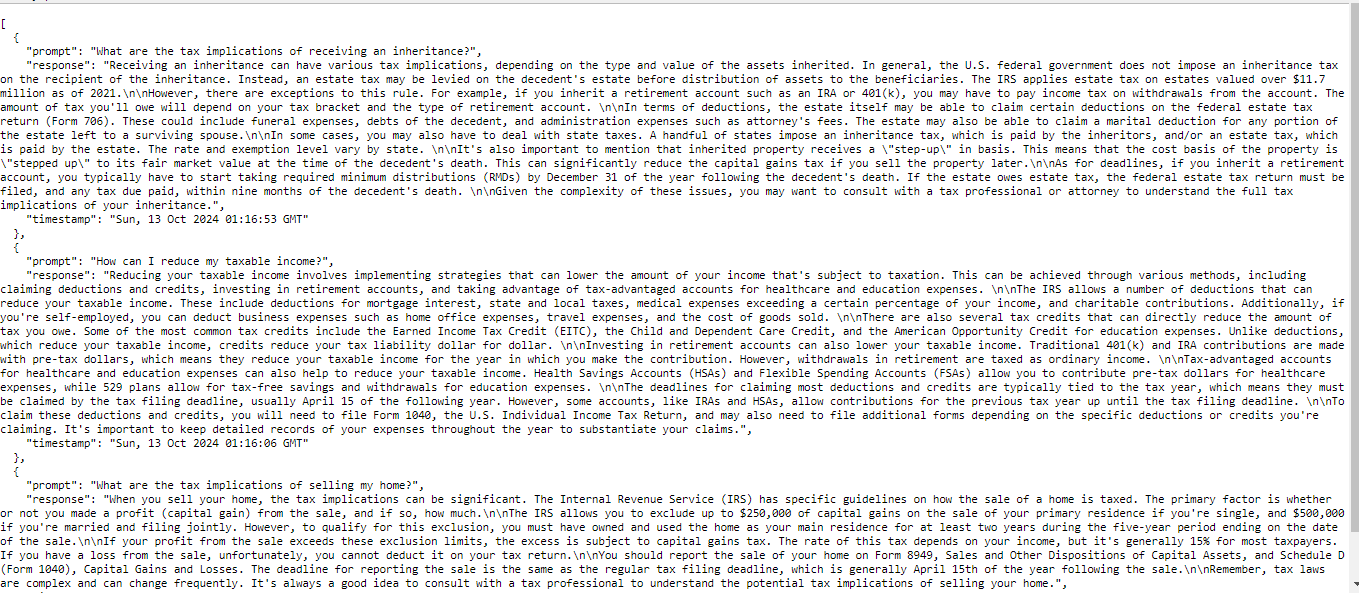 [
  {
    "prompt": "What are the tax implications of receiving an inheritance?",
    "response": "Receiving an inheritance can have various tax implications, depending on the type and value of the assets inherited. In general, the U.S. federal government does not impose an inheritance tax
on the recipient of the inheritance. Instead, an estate tax may be levied on the decedent's estate before distribution of assets to the beneficiaries. The IRS applies estate tax on estates valued over $11.7
million as of 2021.\n\nHowever, there are exceptions to this rule. For example, if you inherit a retirement account such as an IRA or 401(k), you may have to pay income tax on withdrawals from the account. The
amount of tax you'll owe will depend on your tax bracket and the type of retirement account. \n\nIn terms of deductions, the estate itself may be able to claim certain deductions on the federal estate tax
return (Form 706). These could include funeral expenses, debts of the decedent, and administration expenses such as attorney's fees. The estate may also be able to claim a marital deduction for any portion of
the estate left to a surviving spouse.\n\nIn some cases, you may also have to deal with state taxes. A handful of states impose an inheritance tax, which is paid by the inheritors, and/or an estate tax, which
is paid by the estate. The rate and exemption level vary by state. \n\nIt's also important to mention that inherited property receives a \"step-up\" in basis. This means that the cost basis of the property is
\"stepped up\" to its fair market value at the time of the decedent's death. This can significantly reduce the capital gains tax if you sell the property later.\n\nAs for deadlines, if you inherit a retirement
account, you typically have to start taking required minimum distributions (RMDs) by December 31 of the year following the decedent's death. If the estate owes estate tax, the federal estate tax return must be
filed, and any tax due paid, within nine months of the decedent's death. \n\nGiven the complexity of these issues, you may want to consult with a tax professional or attorney to understand the full tax
implications of your inheritance.",
    "timestamp": "Sun, 13 Oct 2024 01:16:53 GMT"
  },
  {
    "prompt": "How can I reduce my taxable income?",
    "response": "Reducing your taxable income involves implementing strategies that can lower the amount of your income that's subject to taxation. This can be achieved through various methods, including
claiming deductions and credits, investing in retirement accounts, and taking advantage of tax-advantaged accounts for healthcare and education expenses. \n\nThe IRS allows a number of deductions that can
reduce your taxable income. These include deductions for mortgage interest, state and local taxes, medical expenses exceeding a certain percentage of your income, and charitable contributions. Additionally, if
you're self-employed, you can deduct business expenses such as home office expenses, travel expenses, and the cost of goods sold. \n\nThere are also several tax credits that can directly reduce the amount of
tax you owe. Some of the most common tax credits include the Earned Income Tax Credit (EITC), the Child and Dependent Care Credit, and the American Opportunity Credit for education expenses. Unlike deductions,
which reduce your taxable income, credits reduce your tax liability dollar for dollar. \n\nInvesting in retirement accounts can also lower your taxable income. Traditional 401(k) and IRA contributions are made
with pre-tax dollars, which means they reduce your taxable income for the year in which you make the contribution. However, withdrawals in retirement are taxed as ordinary income. \n\nTax-advantaged accounts
for healthcare and education expenses can also help to reduce your taxable income. Health Savings Accounts (HSAs) and Flexible Spending Accounts (FSAs) allow you to contribute pre-tax dollars for healthcare
expenses, while 529 plans allow for tax-free savings and withdrawals for education expenses. \n\nThe deadlines for claiming most deductions and credits are typically tied to the tax year, which means they must
be claimed by the tax filing deadline, usually April 15 of the following year. However, some accounts, like IRAs and HSAs, allow contributions for the previous tax year up until the tax filing deadline. \n\nTo
claim these deductions and credits, you will need to file Form 1040, the U.S. Individual Income Tax Return, and may also need to file additional forms depending on the specific deductions or credits you're
claiming. It's important to keep detailed records of your expenses throughout the year to substantiate your claims.",
    "timestamp": "Sun, 13 Oct 2024 01:16:06 GMT"
  },
  {
    "prompt": "What are the tax implications of selling my home?",
    "response": "When you sell your home, the tax implications can be significant. The Internal Revenue Service (IRS) has specific guidelines on how the sale of a home is taxed. The primary factor is whether
or not you made a profit (capital gain) from the sale, and if so, how much.\n\nThe IRS allows you to exclude up to $250,000 of capital gains on the sale of your primary residence if you're single, and $500,000
if you're married and filing jointly. However, to qualify for this exclusion, you must have owned and used the home as your main residence for at least two years during the five-year period ending on the date
of the sale.\n\nIf your profit from the sale exceeds these exclusion limits, the excess is subject to capital gains tax. The rate of this tax depends on your income, but it's generally 15% for most taxpayers.
If you have a loss from the sale, unfortunately, you cannot deduct it on your tax return.\n\nYou should report the sale of your home on Form 8949, Sales and Other Dispositions of Capital Assets, and Schedule D
(Form 1040), Capital Gains and Losses. The deadline for reporting the sale is the same as the regular tax filing deadline, which is generally April 15th of the year following the sale.\n\nRemember, tax laws
are complex and can change frequently. It's always a good idea to consult with a tax professional to understand the potential tax implications of selling your home.",